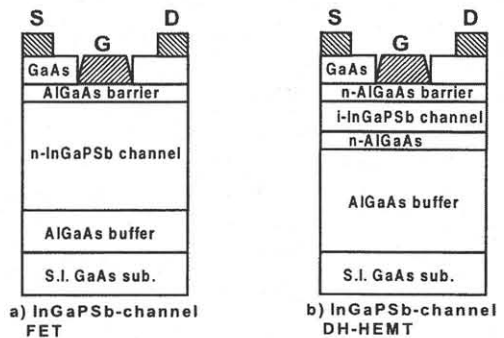 S D
G
GaAs
AlGaAs barrier
n-InGaPSb channel
AlGaAs buffer
S.I. GaAs sub.
a) InGaPSb-channel
FET
S D
G
GaAs
n-AlGaAs barrier
i-InGaPSb channel
n-AlGaAs
AlGaAs buffer
S.I. GaAs sub.
b) InGaPSb-channel
DH-HEMT